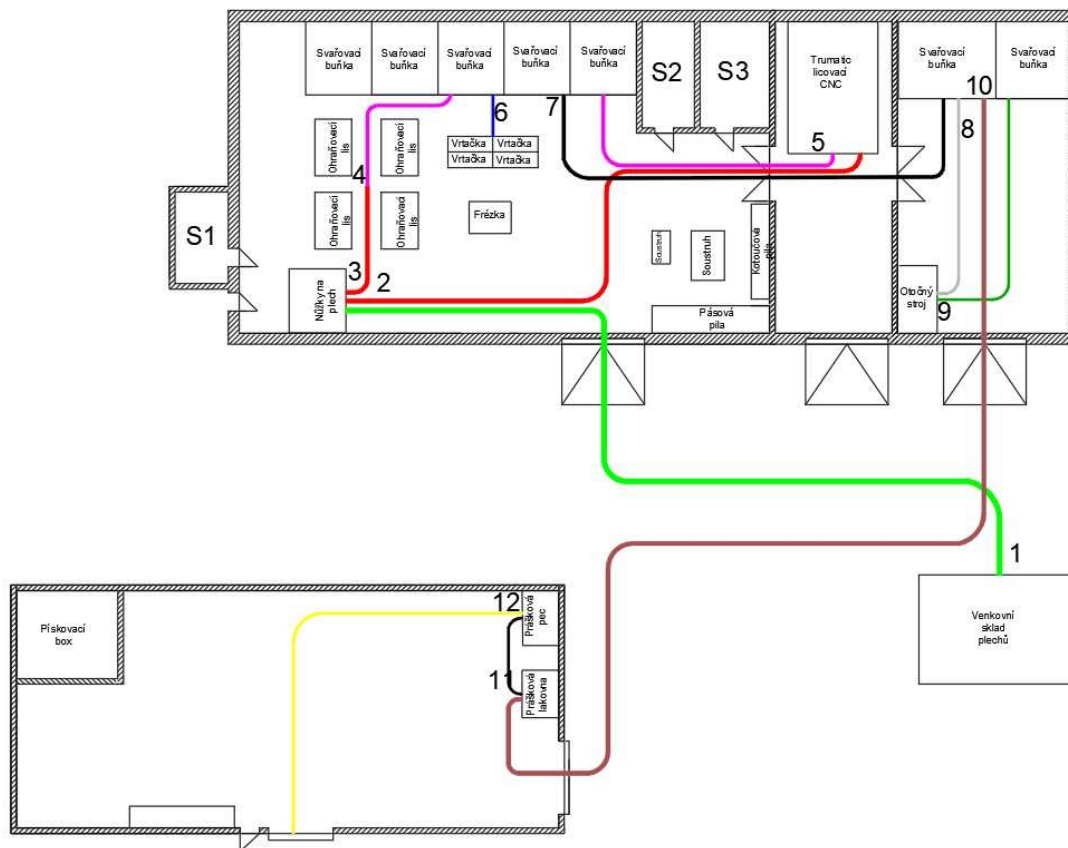 Svařovací
buňka
Svařovací
buňka
Svařovací
buňka
Svařovací
buňka
Svařovací
buňka
S2
S3
Trumatic
licovací
CNC
Svařovací
buňka
Svařovací
buňka
10
6
7
8
5
Ohraňovací
lis
Ohraňovací
lis
Vrtačka
Vrtačka
Vrtačka
Vrtačka
4
Ohraňovací
lis
Ohraňovací
lis
Frézka
S1
Soustruh
Soustruh
Kotoučová
pila
3
2
Nůžky na
plech
Otočný
stroj
9
Pásová
pila
1
Venkovní
sklad
plechů
Pískovací
box
12
Prášková
pec
11
Prášková
lakovna